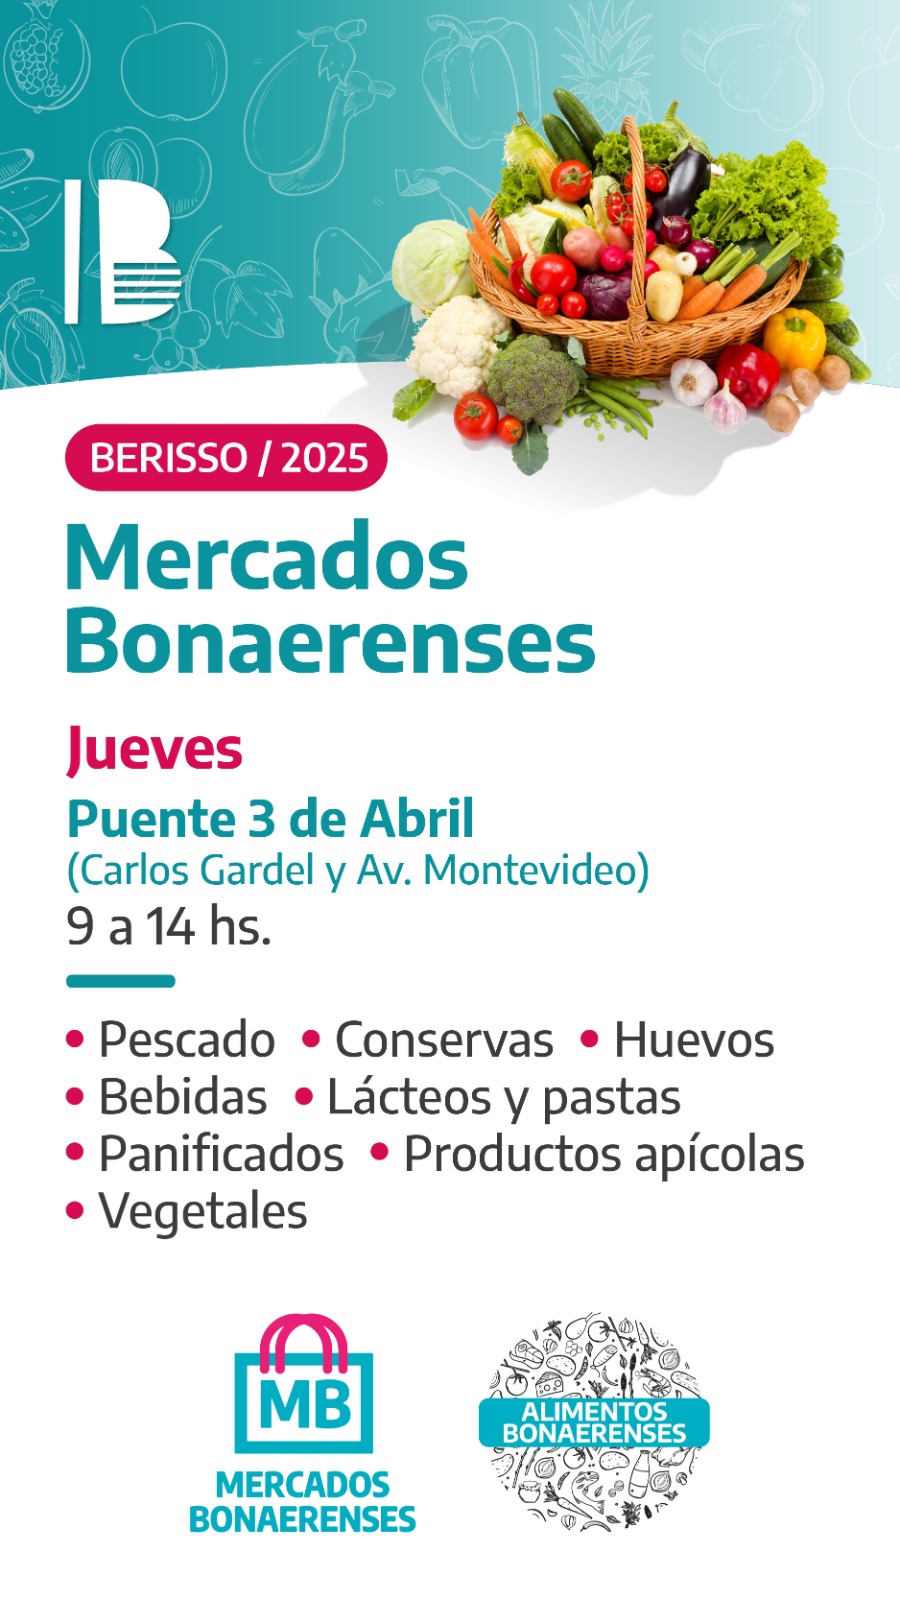 B
BERISSO / 2025
Mercados
Bonaerenses
Jueves
Puente 3 de Abril
(Carlos Gardel y Av. Montevideo)
9 a 14 hs.
• Pescado • Conservas • Huevos
• Bebidas • Lácteos y pastas
• Panificados • Productos apícolas
• Vegetales
MB
MERCADOS
BONAERENSES
ALIMENTOS
BONAERENSES